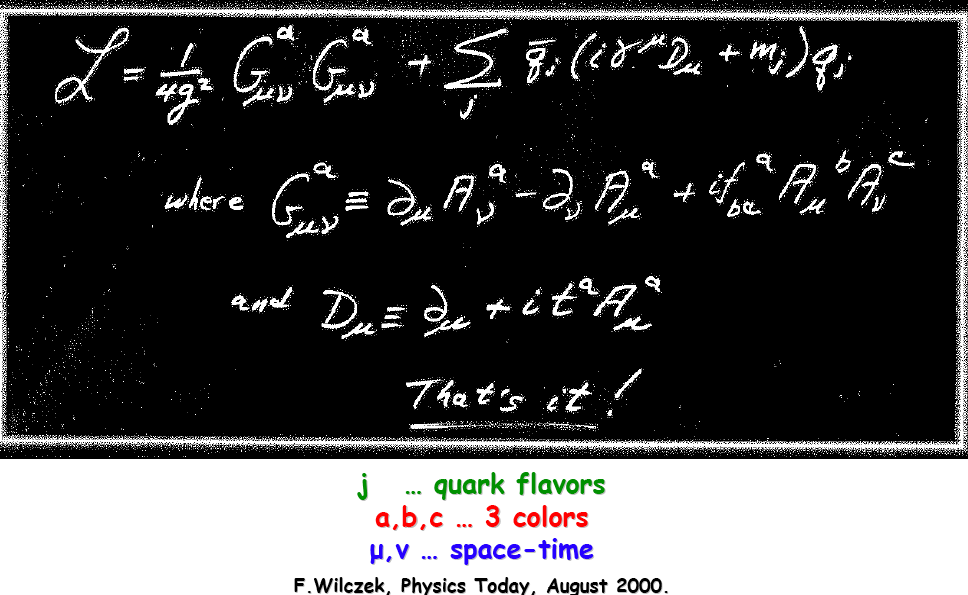 ℒ = 1/4g² G^a_μν G^a_μν + Σ_j q̄_j (iγ^μ D_μ + m_j) q_j
where G^a_μν ≡ ∂_μ A^a_ν − ∂_ν A^a_μ + i f^a_bc A^b_μ A^c_ν
and D_μ ≡ ∂_μ + i t^a A^a_μ
That's it!
j ... quark flavors
a,b,c ... 3 colors
μ,ν ... space-time
F.Wilczek, Physics Today, August 2000.